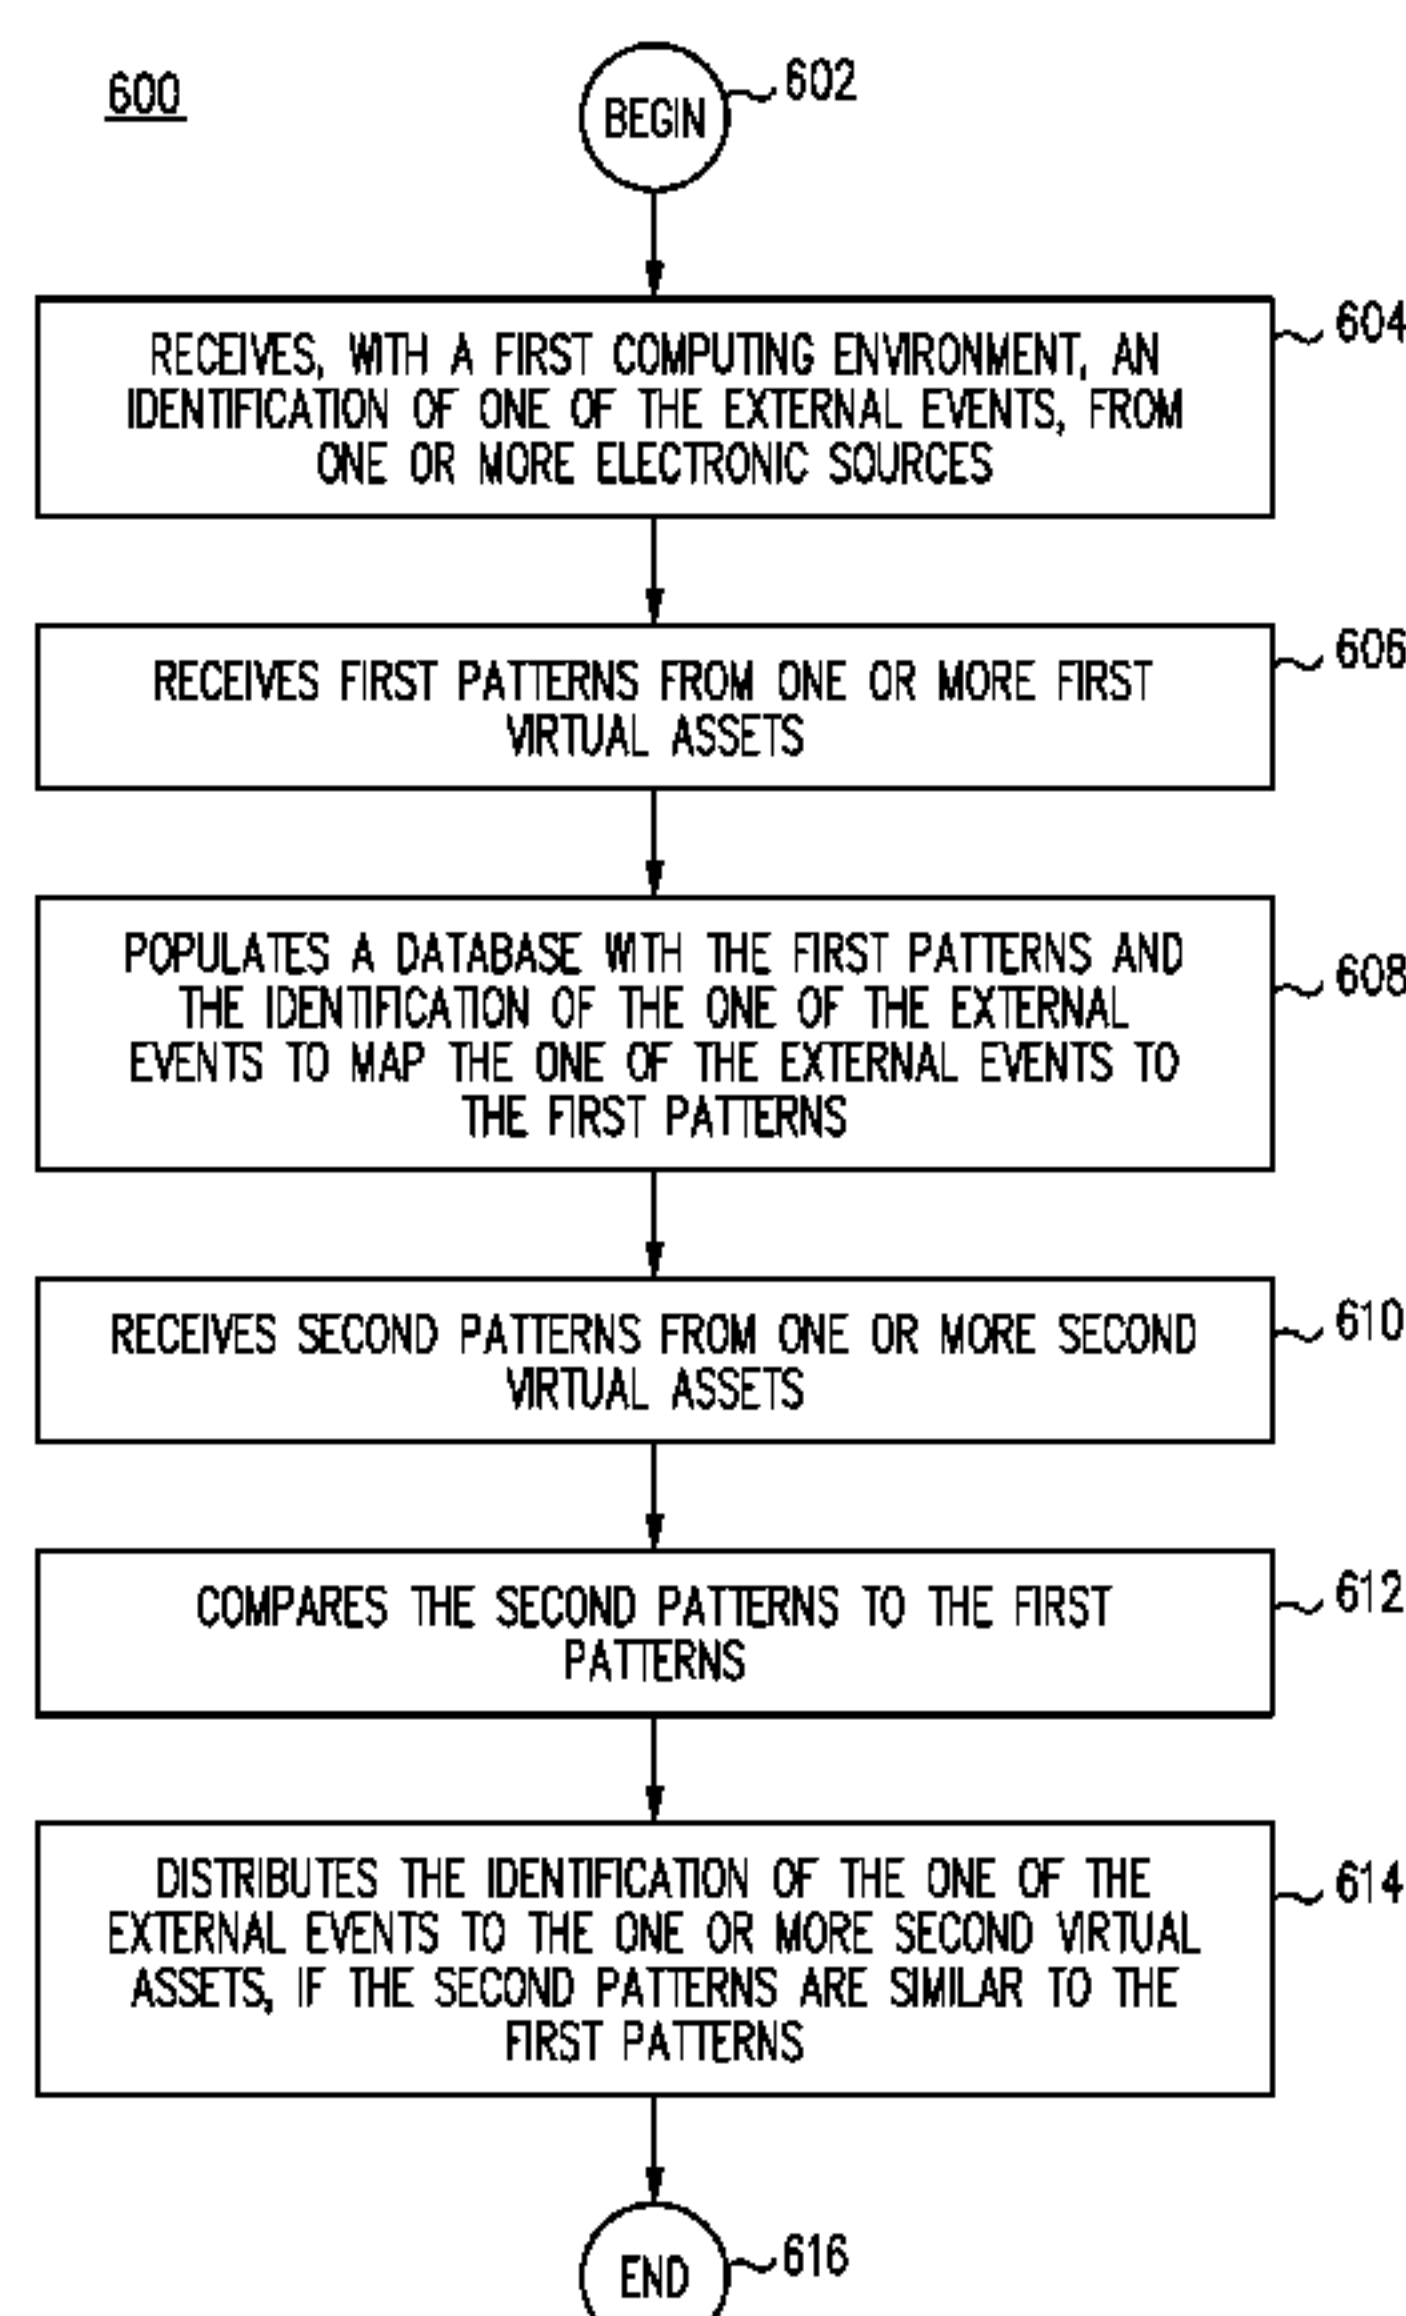 600
BEGIN
602
RECEIVES, WITH A FIRST COMPUTING ENVIRONMENT, AN
IDENTIFICATION OF ONE OF THE EXTERNAL EVENTS, FROM
ONE OR MORE ELECTRONIC SOURCES
604
RECEIVES FIRST PATTERNS FROM ONE OR MORE FIRST
VIRTUAL ASSETS
606
POPULATES A DATABASE WITH THE FIRST PATTERNS AND
THE IDENTIFICATION OF THE ONE OF THE EXTERNAL
EVENTS TO MAP THE ONE OF THE EXTERNAL EVENTS TO
THE FIRST PATTERNS
608
RECEIVES SECOND PATTERNS FROM ONE OR MORE SECOND
VIRTUAL ASSETS
610
COMPARES THE SECOND PATTERNS TO THE FIRST
PATTERNS
612
DISTRIBUTES THE IDENTIFICATION OF THE ONE OF THE
EXTERNAL EVENTS TO THE ONE OR MORE SECOND VIRTUAL
ASSETS, IF THE SECOND PATTERNS ARE SIMILAR TO THE
FIRST PATTERNS
614
END
616